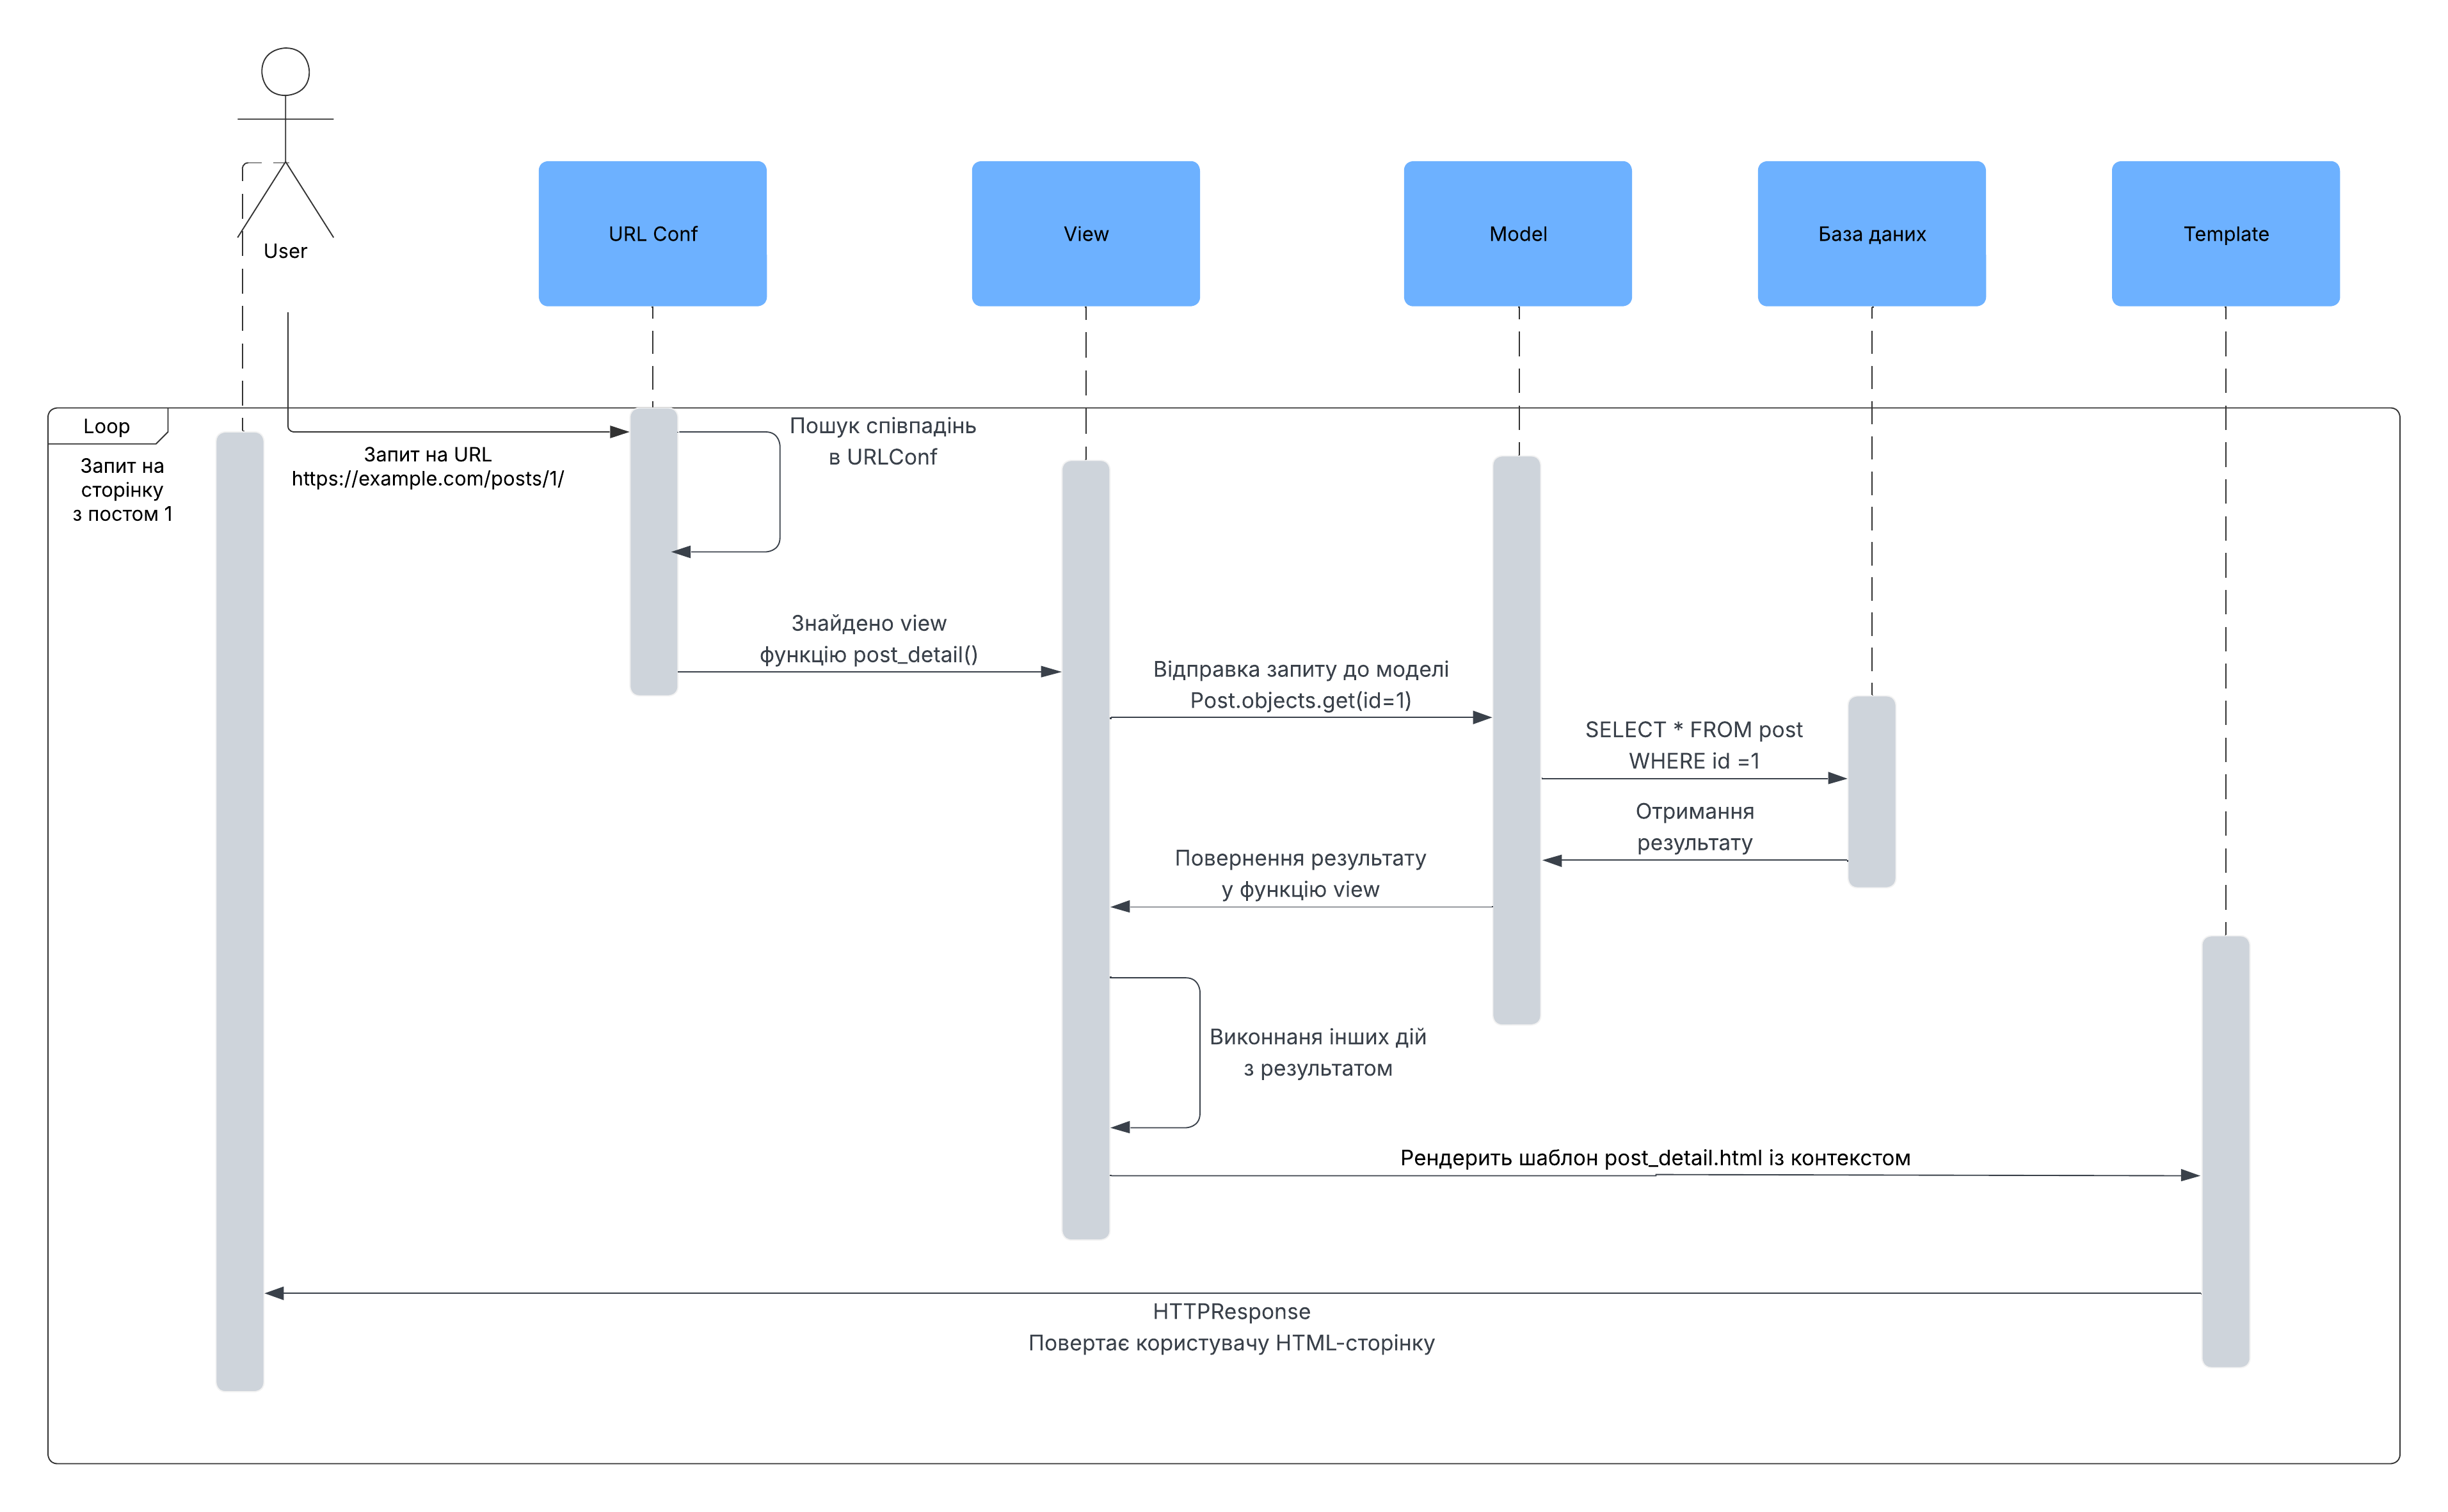 User
URL Conf
View
Model
База даних
Template
Loop
Запит на
сторінку
з постом 1
Запит на URL
https://example.com/posts/1/
Пошук співпадінь
в URLConf
Знайдено view
функцію post_detail()
Відправка запиту до моделі
Post.objects.get(id=1)
SELECT * FROM post
WHERE id =1
Отримання
результату
Повернення результату
у функцію view
Виконнаня інших дій
з результатом
Рендерить шаблон post_detail.html із контекстом
HTTPResponse
Повертає користувачу HTML-сторінку